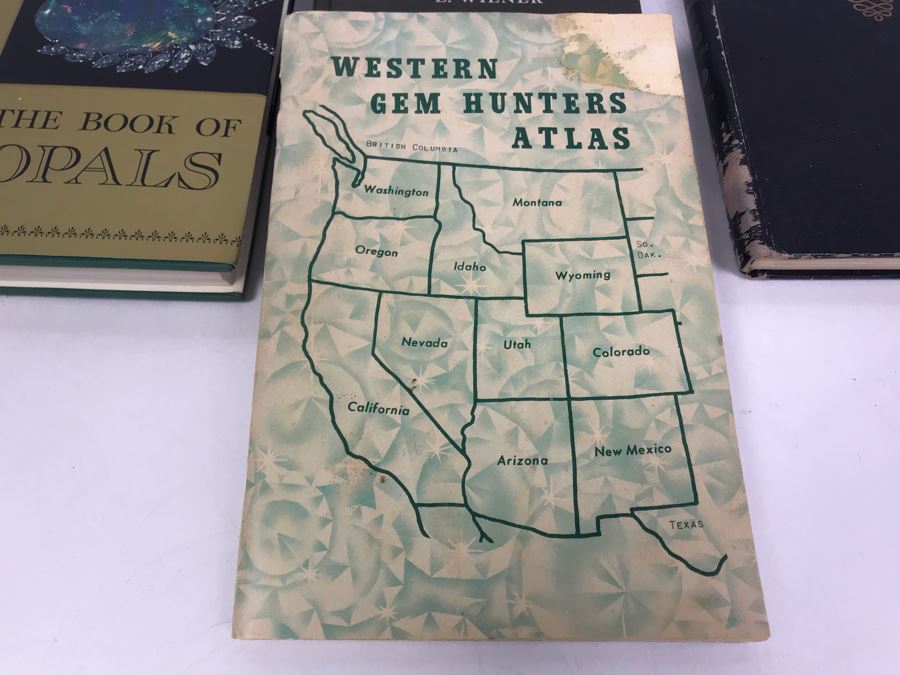 E. WIENER
THE BOOK OF
OPALS
WESTERN
GEM HUNTERS
ATLAS
BRITISH COLUMBIA
Washington
Montana
Oregon
Idaho
So.
DAK.
Wyoming
Nevada
Utah
Colorado
California
Arizona
New Mexico
TEXAS